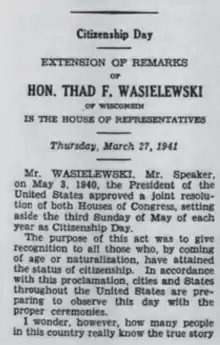 Citizenship Day
EXTENSION OF REMARKS
OF
HON. THAD F. WASIELEWSKI
OF WISCONSIN
IN THE HOUSE OF REPRESENTATIVES
Thursday, March 27, 1941
Mr. WASIELEWSKI. Mr. Speaker,
on May 3, 1940, the President of the
United States approved a joint resolu-
tion of both Houses of Congress, setting
aside the third Sunday of May of each
year as Citizenship Day.
The purpose of this act was to give
recognition to all those who, by coming
of age or naturalization, have attained
the status of citizenship. In accordance
with this proclamation, cities and States
throughout the United States are pre-
paring to observe this day with the
proper ceremonies.
I wonder, however, how many people
in this country really know the true story